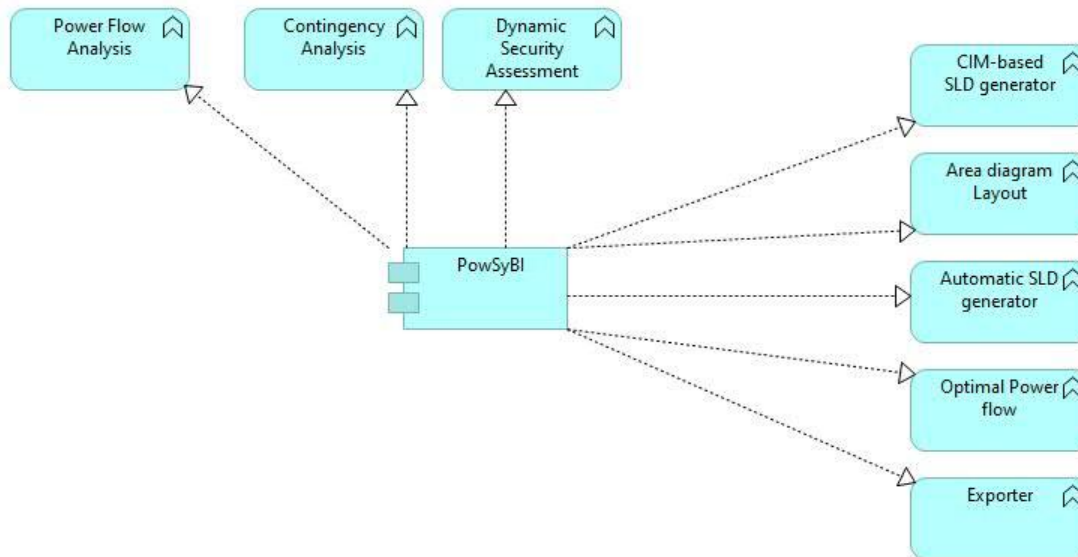 Power Flow
Analysis
Contingency
Analysis
Dynamic
Security
Assessment
CIM-based
SLD generator
Area diagram
Layout
PowSyBl
Automatic SLD
generator
Optimal Power
flow
Exporter